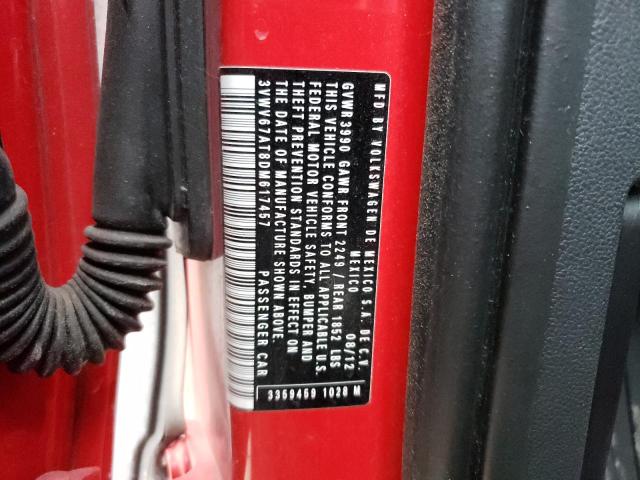 MFD BY VOLKSWAGEN DE MEXICO S.A. DE C.V.
MEXICO 08/12
GVWR 3990 GAWR FRONT 2249 / REAR 1852 LBS
THIS VEHICLE CONFORMS TO ALL APPLICABLE U.S.
FEDERAL MOTOR VEHICLE SAFETY, BUMPER AND
THEFT PREVENTION STANDARDS IN EFFECT ON
THE DATE OF MANUFACTURE SHOWN ABOVE.
3VWV67AT8DM617457 PASSENGER CAR
3359459 1028 M